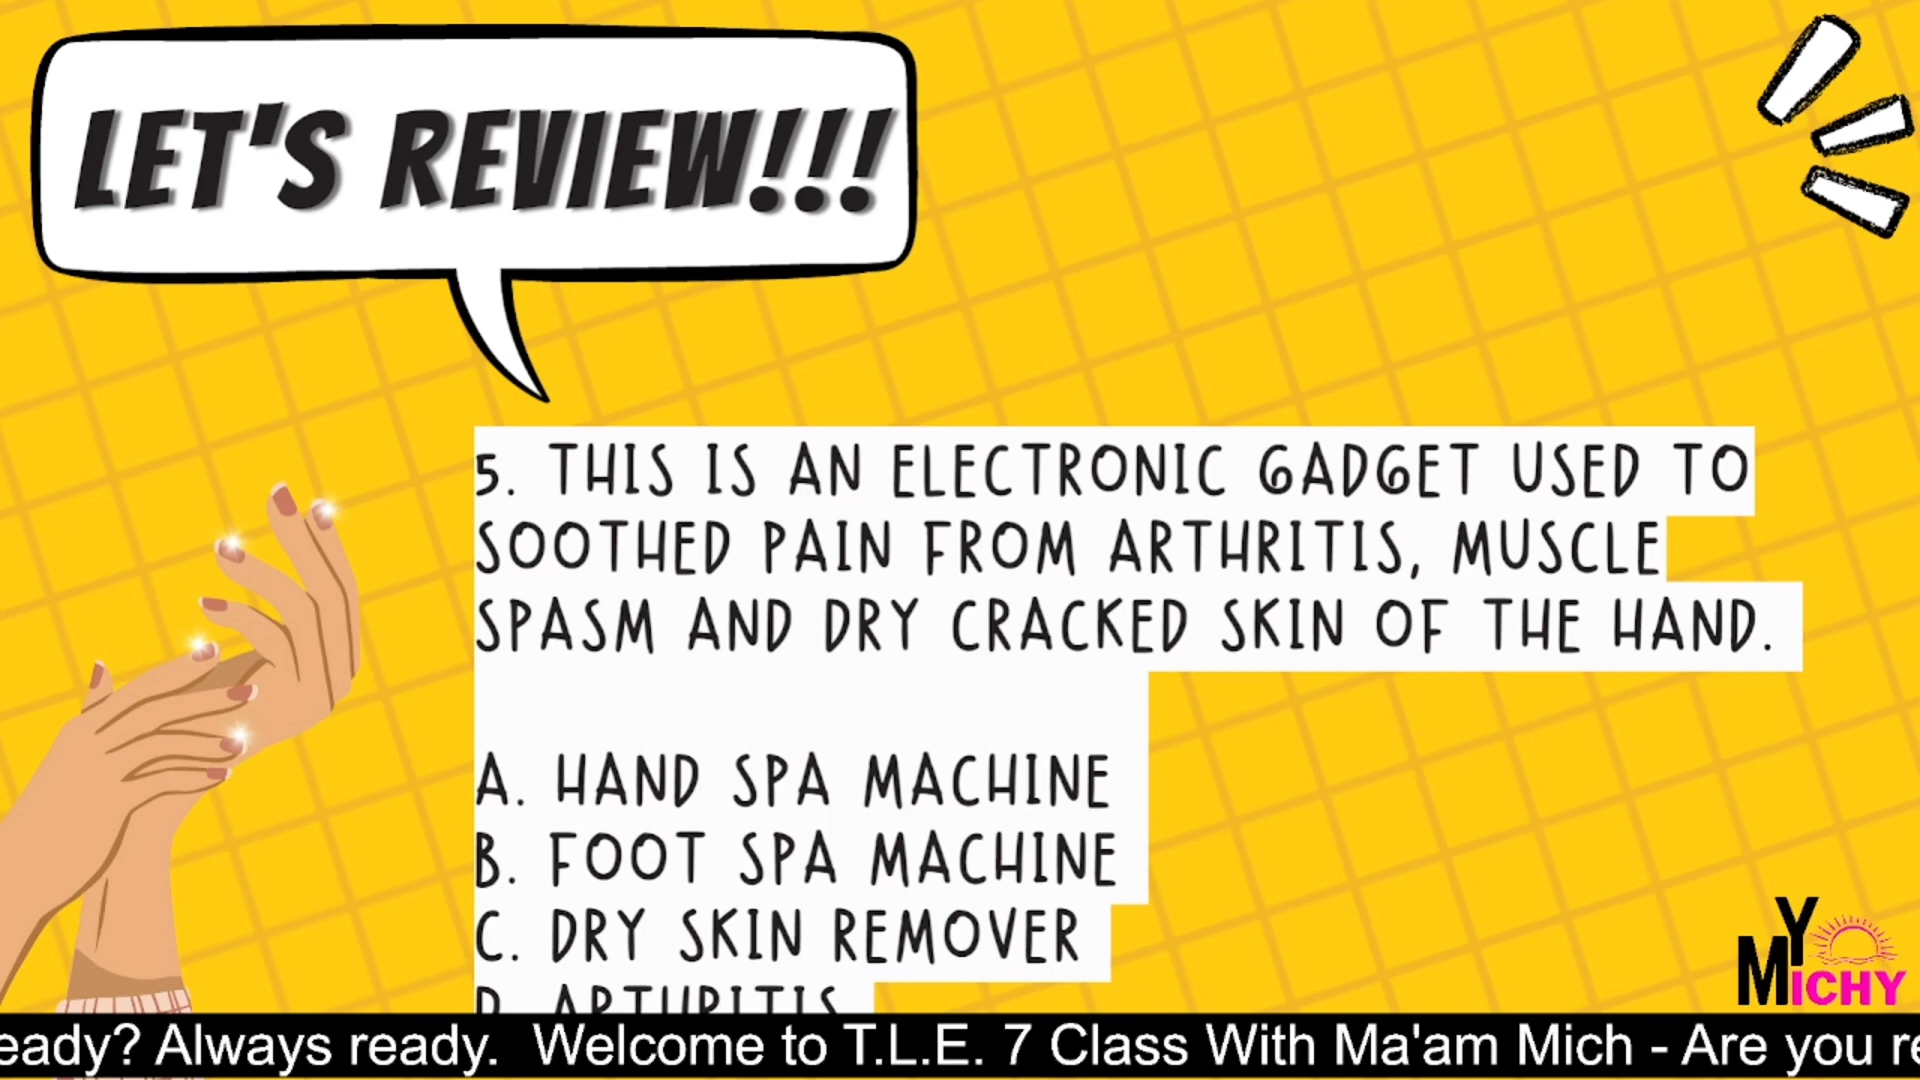 LET'S REVIEW!!!
5. THIS IS AN ELECTRONIC GADGET USED TO
SOOTHED PAIN FROM ARTHRITIS, MUSCLE
SPASM AND DRY CRACKED SKIN OF THE HAND.
A. HAND SPA MACHINE
B. FOOT SPA MACHINE
C. DRY SKIN REMOVER
D. ARTHRITIS
MY
MICHY
eady? Always ready. Welcome to T.L.E. 7 Class With Ma'am Mich - Are you re